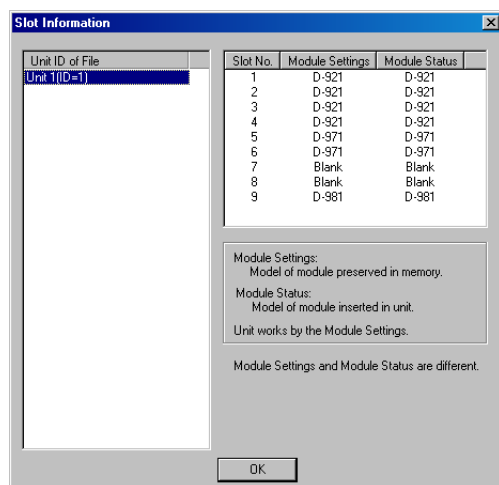 Slot Information
Unit ID of File
Unit 1(ID=1)
Slot No. Module Settings Module Status
1 D-921 D-921
2 D-921 D-921
3 D-921 D-921
4 D-921 D-921
5 D-971 D-971
6 D-971 D-971
7 Blank Blank
8 Blank Blank
9 D-981 D-981
Module Settings:
Model of module preserved in memory.
Module Status:
Model of module inserted in unit.
Unit works by the Module Settings.
Module Settings and Module Status are different.
OK